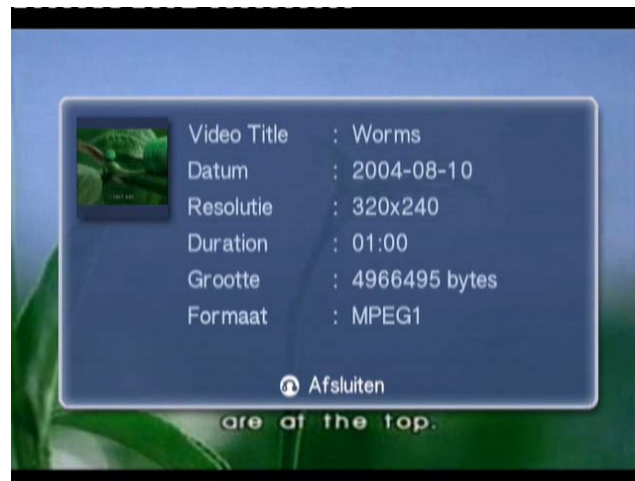 Video Title : Worms
Datum : 2004-08-10
Resolutie : 320x240
Duration : 01:00
Grootte : 4966495 bytes
Formaat : MPEG1
Afsluiten
are at the top.